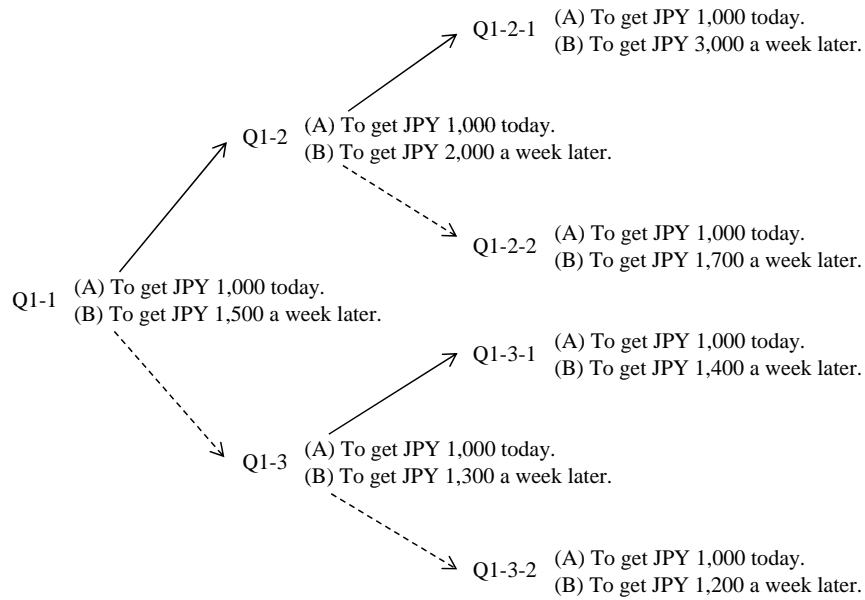 Q1-2-1 (A) To get JPY 1,000 today.
(B) To get JPY 3,000 a week later.
Q1-2 (A) To get JPY 1,000 today.
(B) To get JPY 2,000 a week later.
Q1-2-2 (A) To get JPY 1,000 today.
(B) To get JPY 1,700 a week later.
Q1-1 (A) To get JPY 1,000 today.
(B) To get JPY 1,500 a week later.
Q1-3-1 (A) To get JPY 1,000 today.
(B) To get JPY 1,400 a week later.
Q1-3 (A) To get JPY 1,000 today.
(B) To get JPY 1,300 a week later.
Q1-3-2 (A) To get JPY 1,000 today.
(B) To get JPY 1,200 a week later.